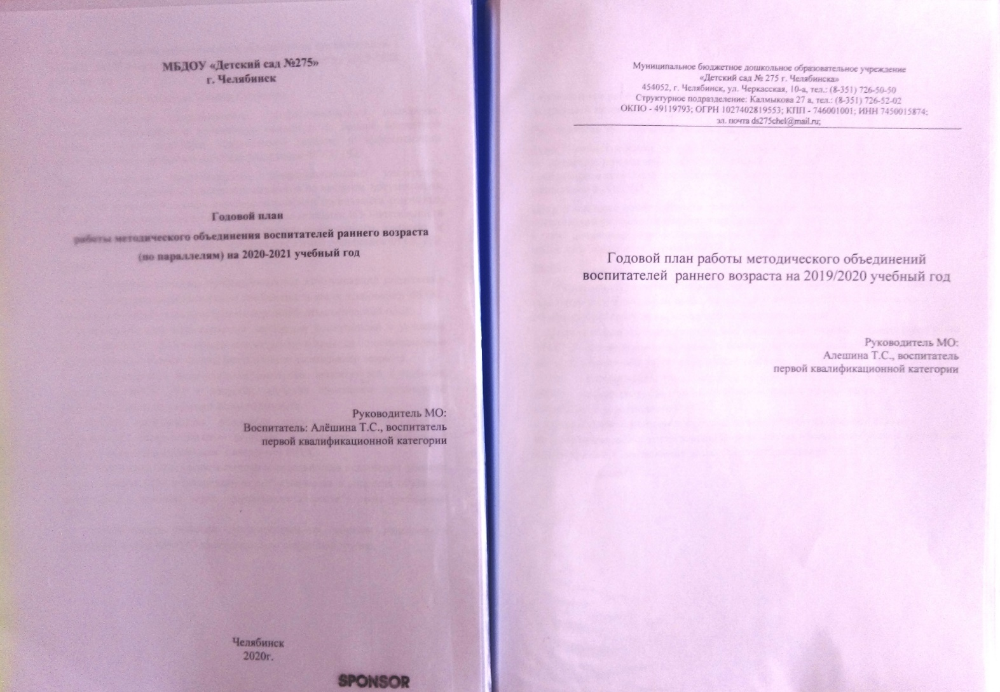 МБДОУ «Детский сад №275»
г. Челябинск
Годовой план
работы методического объединения воспитателей раннего возраста
(по параллелям) на 2020-2021 учебный год
Руководитель МО:
Воспитатель: Алёшина Т.С., воспитатель
первой квалификационной категории
Челябинск
2020г.
SPONSOR
Муниципальное бюджетное дошкольное образовательное учреждение
«Детский сад № 275 г. Челябинска»
454052, г. Челябинск, ул. Черкасская, 10-а, тел.: (8-351) 726-50-50
Структурное подразделение: Калмыкова 27 а, тел.: (8-351) 726-52-02
ОКПО - 49119793; ОГРН 1027402819553; КПП - 746001001; ИНН 7450015874;
эл. почта ds275chel@mail.ru;
Годовой план работы методического объединений
воспитателей раннего возраста на 2019/2020 учебный год
Руководитель МО:
Алешина Т.С., воспитатель
первой квалификационной категории